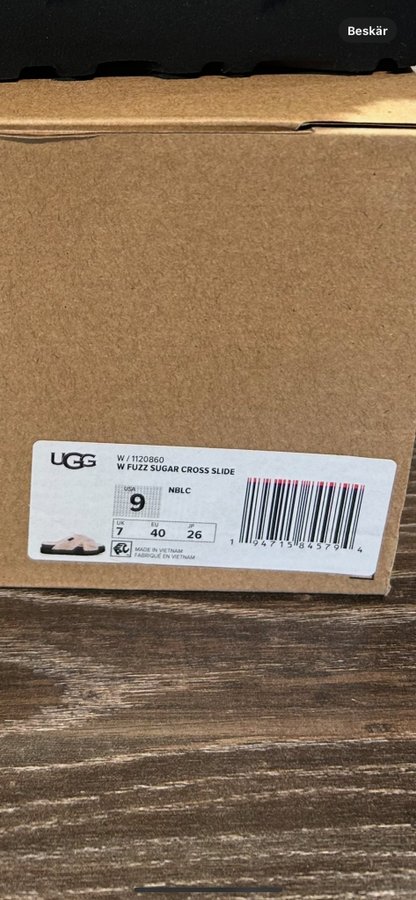 Beskär
UGG
W / 1120860
W FUZZ SUGAR CROSS SLIDE
USA
9
NBLC
UK
7
EU
40
JP
26
MADE IN VIETNAM
FABRIQUÉ EN VIETNAM
1 94715 84579 4